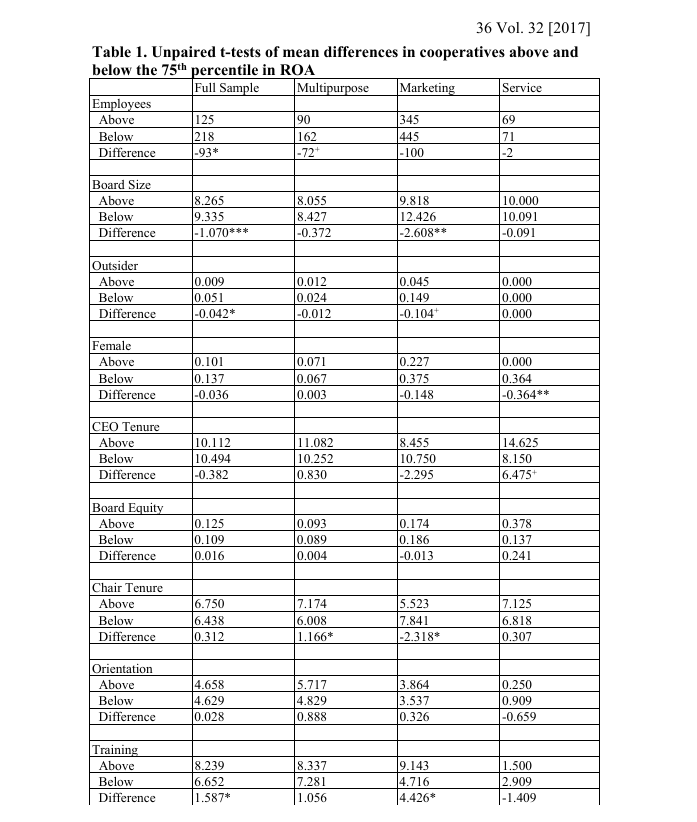 36 Vol. 32 [2017]
Table 1. Unpaired t-tests of mean differences in cooperatives above and
below the 75th percentile in ROA
Full Sample Multipurpose Marketing Service
Employees
Above 125 90 345 69
Below 218 162 445 71
Difference -93* -72+ -100 -2
Board Size
Above 8.265 8.055 9.818 10.000
Below 9.335 8.427 12.426 10.091
Difference -1.070*** -0.372 -2.608** -0.091
Outsider
Above 0.009 0.012 0.045 0.000
Below 0.051 0.024 0.149 0.000
Difference -0.042* -0.012 -0.104+ 0.000
Female
Above 0.101 0.071 0.227 0.000
Below 0.137 0.067 0.375 0.364
Difference -0.036 0.003 -0.148 -0.364**
CEO Tenure
Above 10.112 11.082 8.455 14.625
Below 10.494 10.252 10.750 8.150
Difference -0.382 0.830 -2.295 6.475+
Board Equity
Above 0.125 0.093 0.174 0.378
Below 0.109 0.089 0.186 0.137
Difference 0.016 0.004 -0.013 0.241
Chair Tenure
Above 6.750 7.174 5.523 7.125
Below 6.438 6.008 7.841 6.818
Difference 0.312 1.166* -2.318* 0.307
Orientation
Above 4.658 5.717 3.864 0.250
Below 4.629 4.829 3.537 0.909
Difference 0.028 0.888 0.326 -0.659
Training
Above 8.239 8.337 9.143 1.500
Below 6.652 7.281 4.716 2.909
Difference 1.587* 1.056 4.426* -1.409